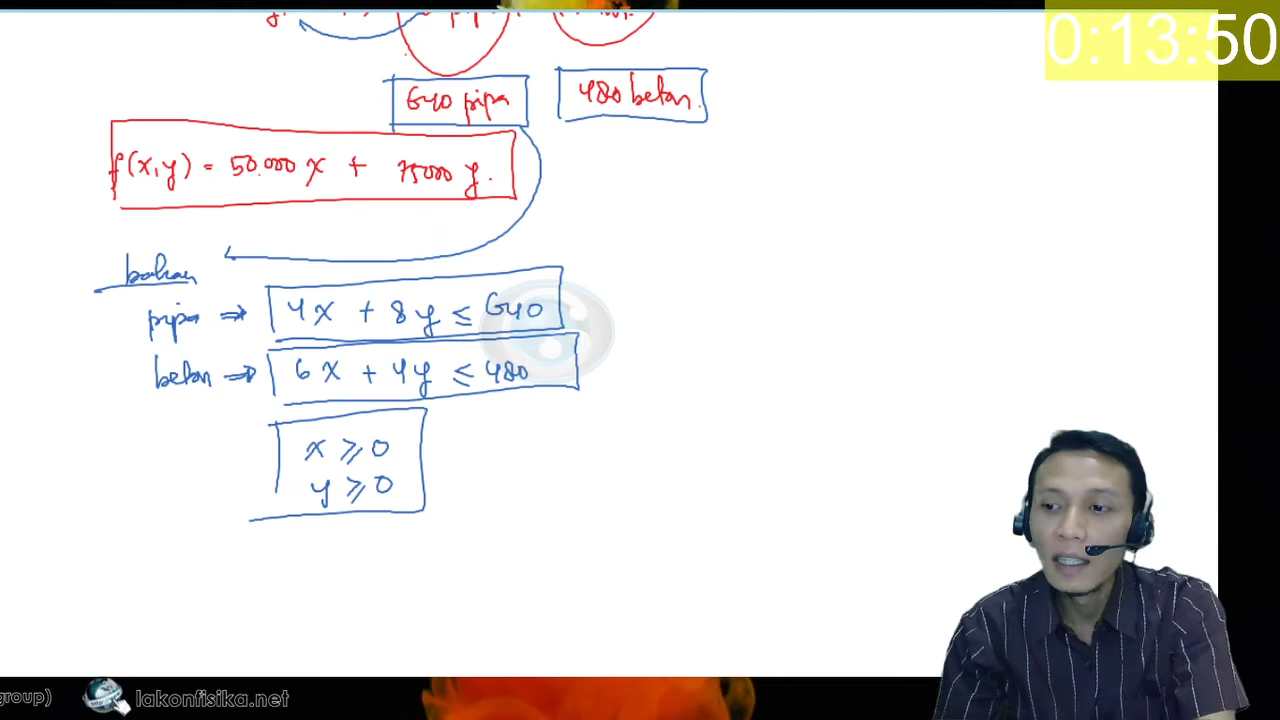 0:13:50
640 pipa
480 beton.
f(x,y) = 50.000 x + 75000 y.
bahan
pipa ⇒ 4x + 8y ≤ 640
beton ⇒ 6x + 4y ≤ 480
x ≥ 0
y ≥ 0
group)
lakonfisika.net